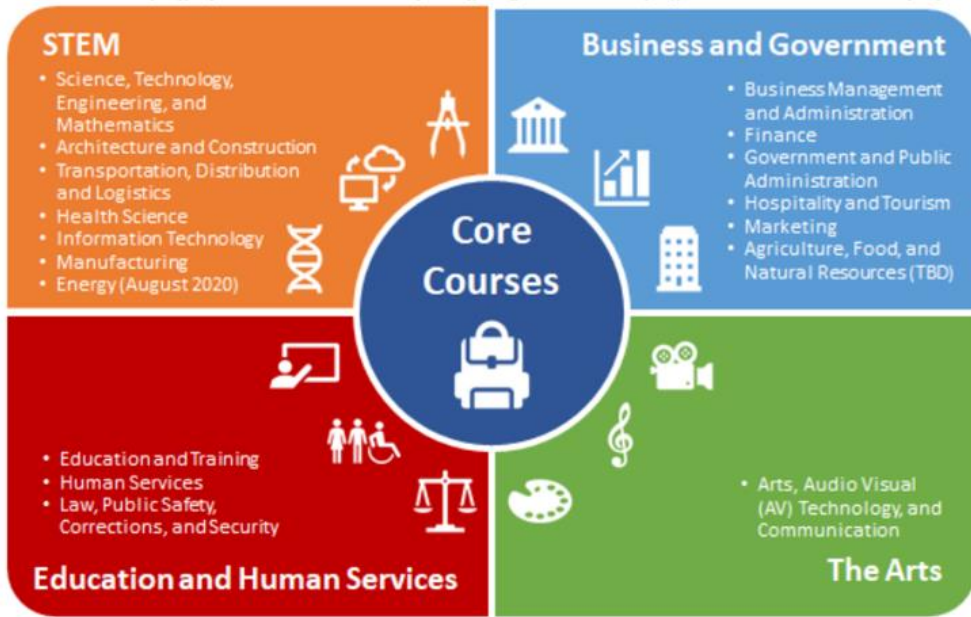 STEM
• Science, Technology,
Engineering, and
Mathematics
• Architecture and Construction
• Transportation, Distribution
and Logistics
• Health Science
• Information Technology
• Manufacturing
• Energy (August 2020)
Business and Government
• Business Management
and Administration
• Finance
• Government and Public
Administration
• Hospitality and Tourism
• Marketing
• Agriculture, Food, and
Natural Resources (TBD)
Core
Courses
• Education and Training
• Human Services
• Law, Public Safety,
Corrections, and Security
Education and Human Services
• Arts, Audio Visual
(AV) Technology, and
Communication
The Arts